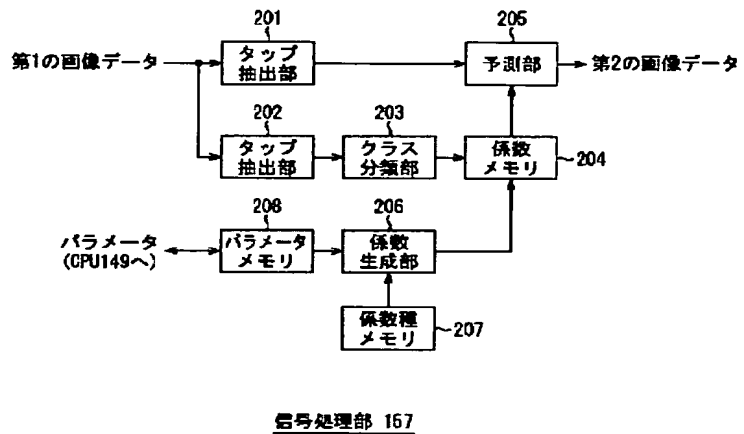 201
205
第1の画像データ
タップ
抽出部
予測部
第2の画像データ
202
203
タップ
抽出部
クラス
分類部
係数
メモリ
204
208
206
パラメータ
(CPU149へ)
パラメータ
メモリ
係数
生成部
係数種
メモリ
207
信号処理部 157